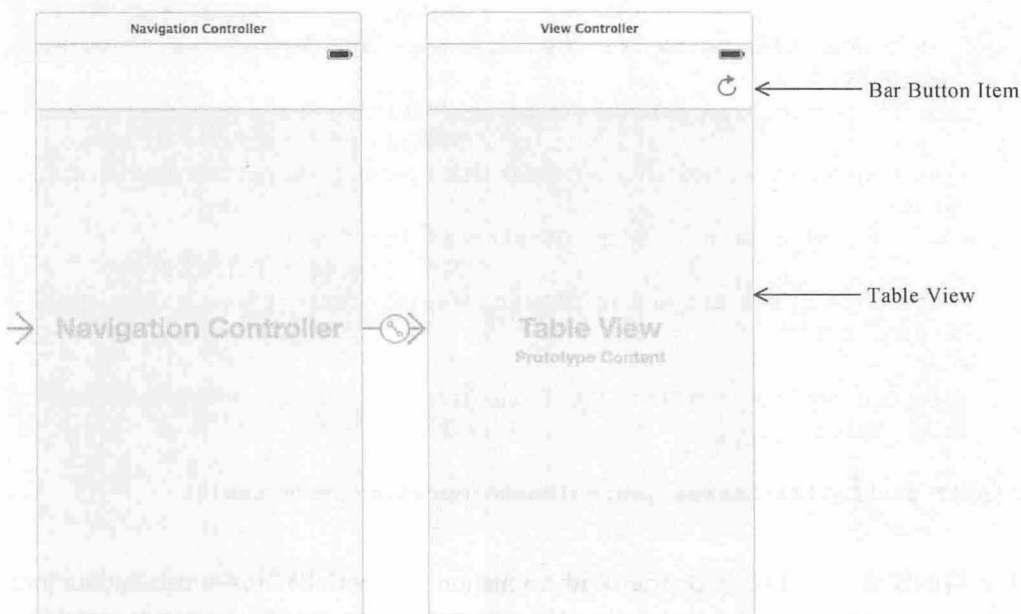 Navigation Controller
View Controller
Bar Button Item
Table View
Navigation Controller
Table View
Prototype Content